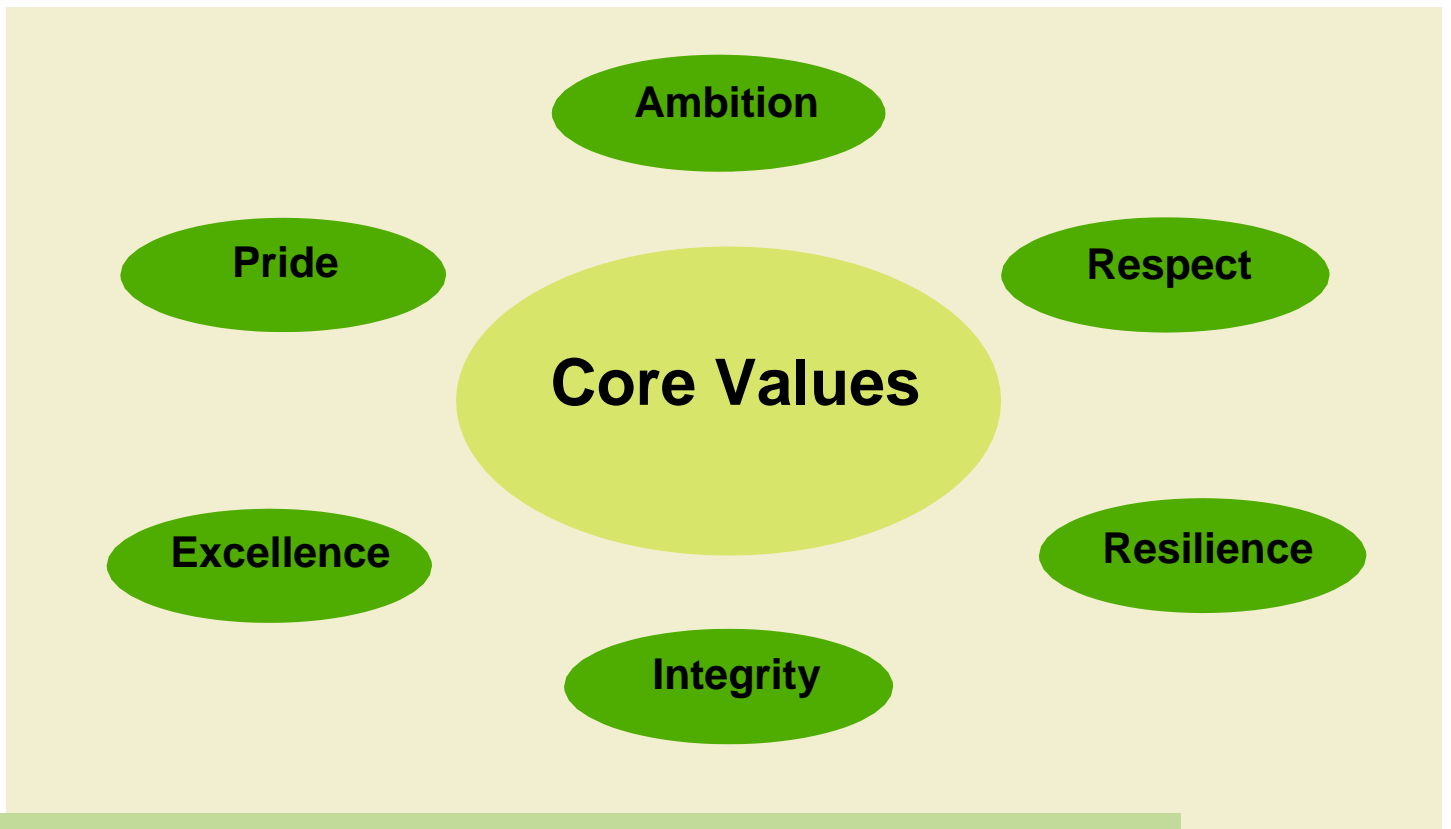 Ambition
Pride
Respect
Core Values
Excellence
Resilience
Integrity